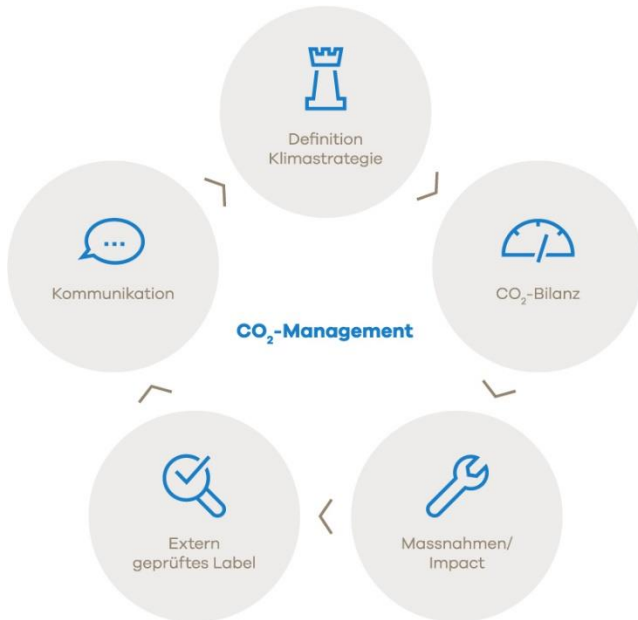 Definition
Klimastrategie
CO₂-Bilanz
Massnahmen/
Impact
Extern
geprüftes Label
Kommunikation
CO₂-Management